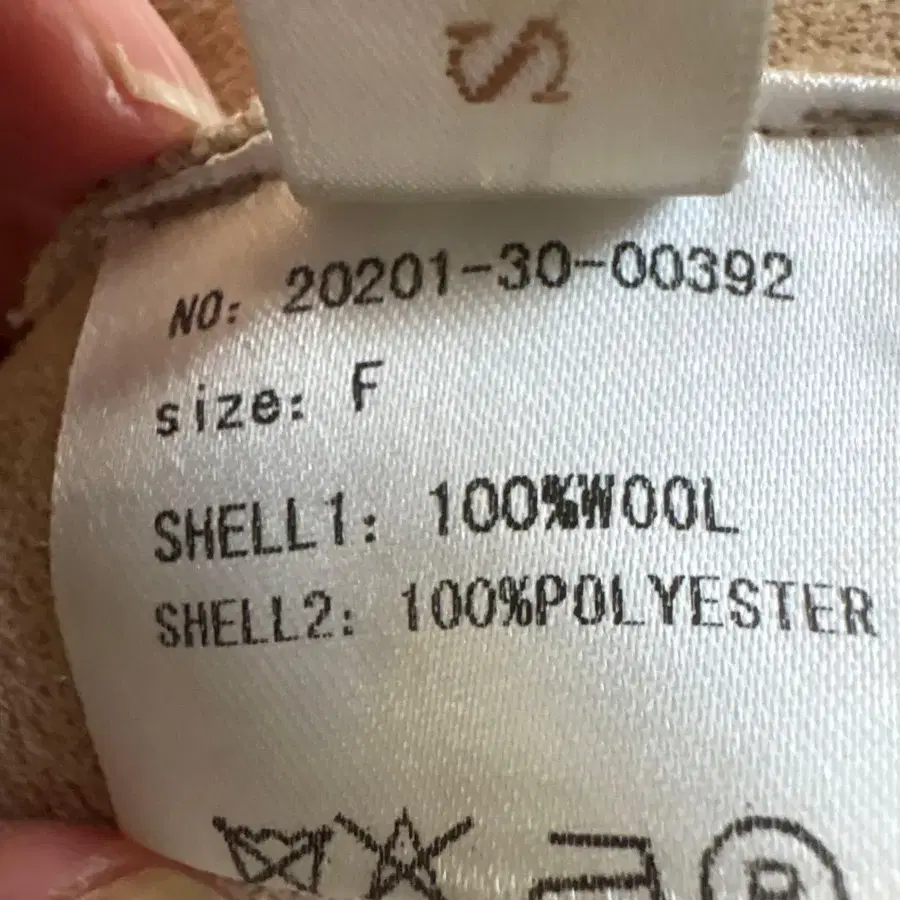 S
NO: 20201-30-00392
size: F
SHELL1: 100%WOOL
SHELL2: 100%POLYESTER
P